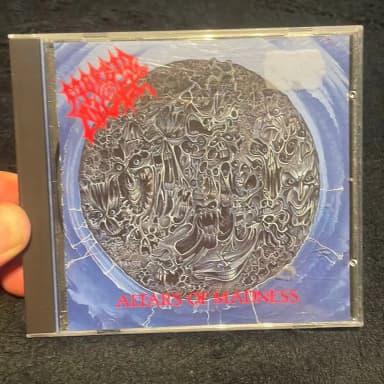 MORBID
ANGEL
ALTARS OF MADNESS